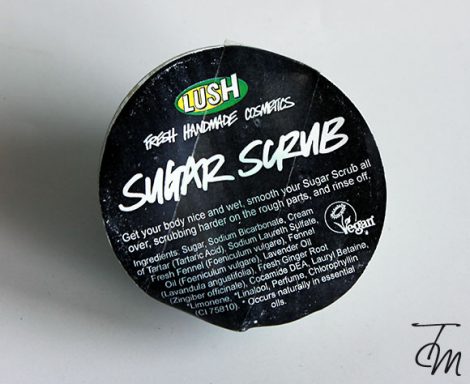 LUSH
FRESH HANDMADE COSMETICS
SUGAR SCRUB
Get your body nice and wet, smooth your Sugar Scrub all
over, scrubbing harder on the rough parts, and rinse off.
Ingredients: Sugar, Sodium Bicarbonate, Cream
of Tartar (Tartaric Acid), Sodium Laureth Sulfate,
Fresh Fennel (Foeniculum vulgare), Fennel
Oil (Foeniculum vulgare), Lavender Oil
(Lavandula angustifolia), Fresh Ginger Root
(Zingiber officinale), Cocamide DEA, Lauryl Betaine,
*Limonene, *Linalool, Perfume, Chlorophyllin
(CI 75810). * Occurs naturally in essential
oils.
Vegan